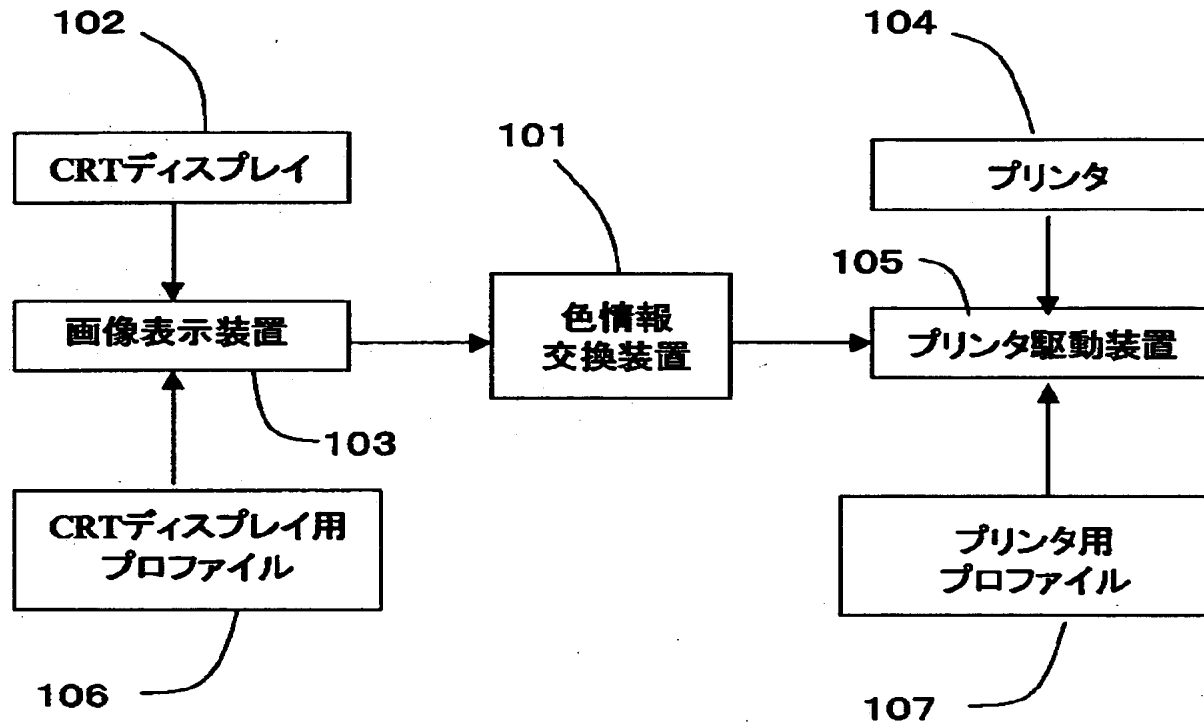 102
104
101
CRTディスプレイ
プリンタ
105
画像表示装置
色情報
交換装置
プリンタ駆動装置
103
CRTディスプレイ用
プロファイル
プリンタ用
プロファイル
106
107